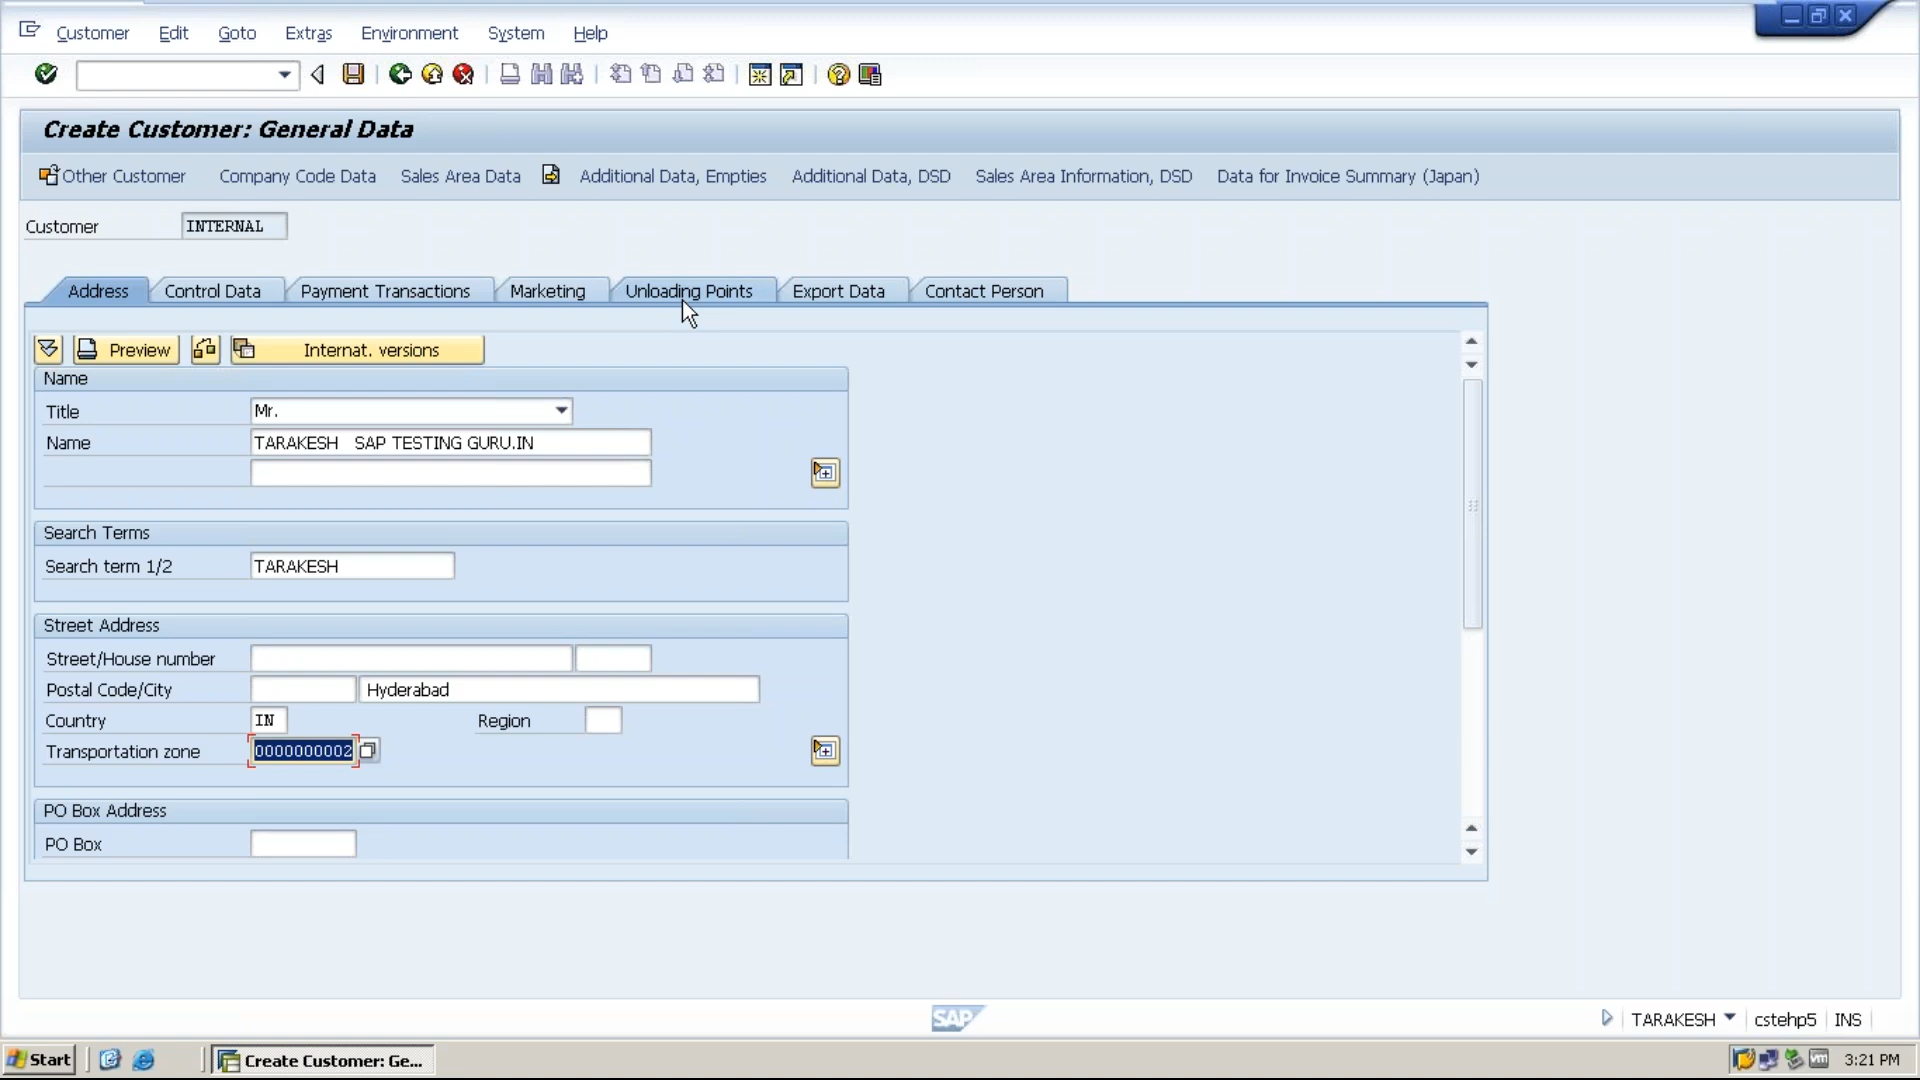 Customer Edit Goto Extras Environment System Help
Create Customer: General Data
Other Customer Company Code Data Sales Area Data Additional Data, Empties Additional Data, DSD Sales Area Information, DSD Data for Invoice Summary (Japan)
Customer INTERNAL
Address Control Data Payment Transactions Marketing Unloading Points Export Data Contact Person
Preview Internat. versions
Name
Title Mr.
Name TARAKESH SAP TESTING GURU.IN
Search Terms
Search term 1/2 TARAKESH
Street Address
Street/House number
Postal Code/City Hyderabad
Country IN Region
Transportation zone 0000000002
PO Box Address
PO Box
SAP TARAKESH cstehp5 INS
Start Create Customer: Ge... 3:21 PM